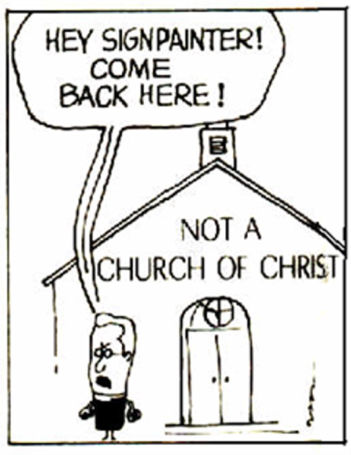 HEY SIGNPAINTER!
COME
BACK HERE!
NOT A
CHURCH OF CHRIST